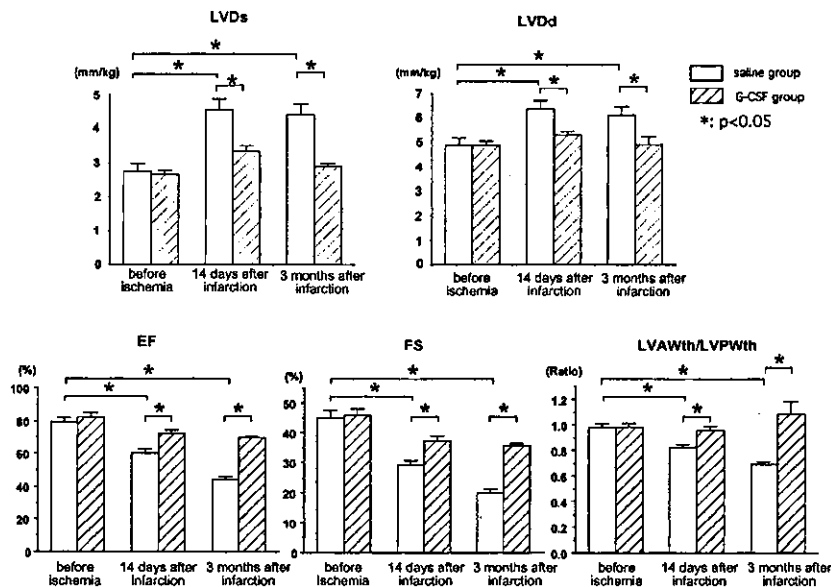 LVDs
(mm/kg)
5
4
3
2
1
0
* * * *
before ischemia
14 days after infarction
3 months after infarction
LVDd
(mm/kg)
7
6
5
4
3
2
1
0
* * * *
before ischemia
14 days after infarction
3 months after infarction
saline group
G-CSF group
*: p<0.05
EF
(%)
100
80
60
40
20
0
* * * *
before ischemia
14 days after infarction
3 months after infarction
FS
(%)
50
40
30
20
10
0
* * * *
before ischemia
14 days after infarction
3 months after infarction
LVAWth/LVPWth
(Ratio)
1.2
1.0
0.8
0.6
0.4
0.2
0.0
* * * *
before ischemia
14 days after infarction
3 months after infarction